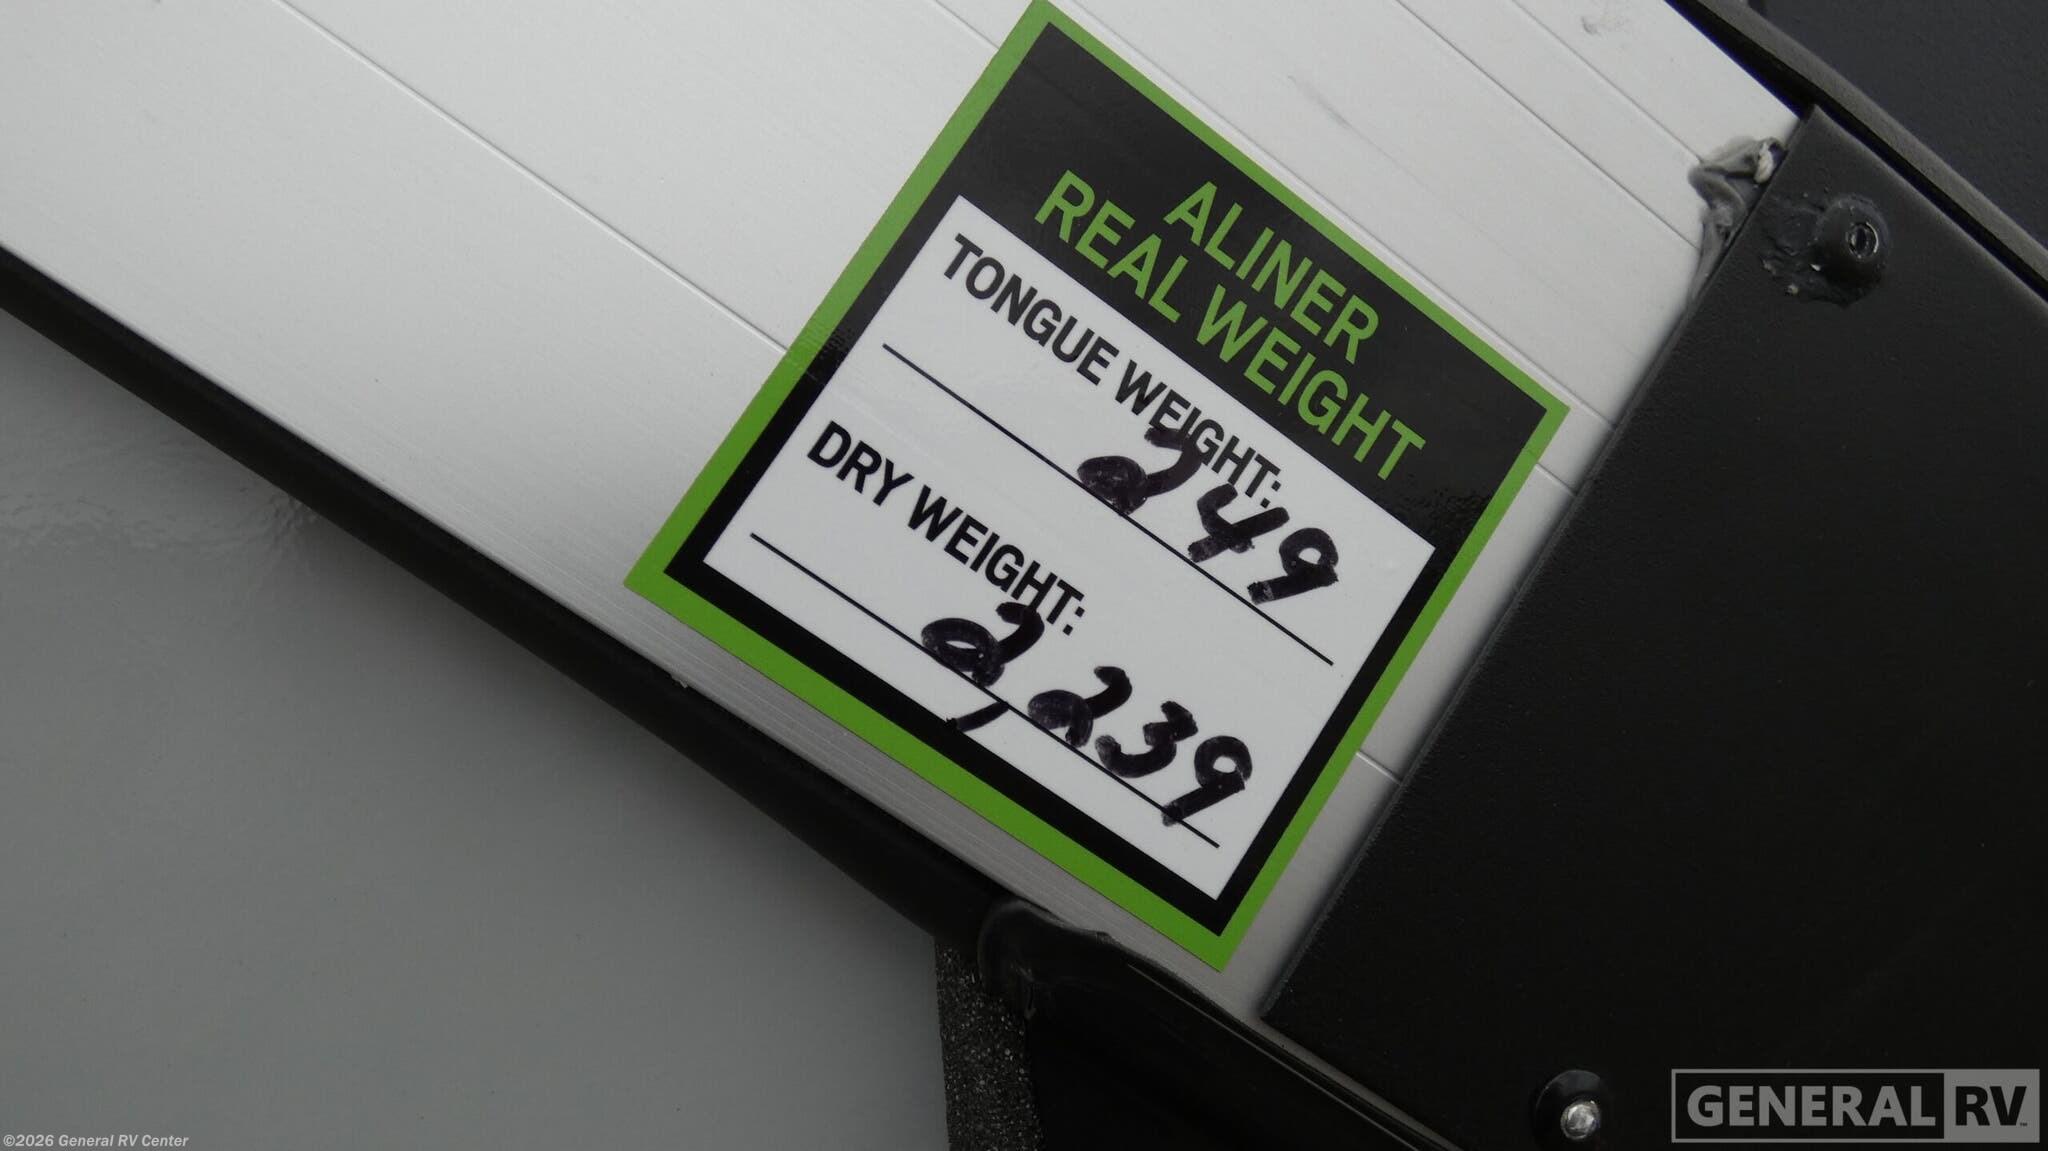 ALINER
REAL WEIGHT
TONGUE WEIGHT:
249
DRY WEIGHT:
2,239
©2026 General RV Center
GENERAL RV